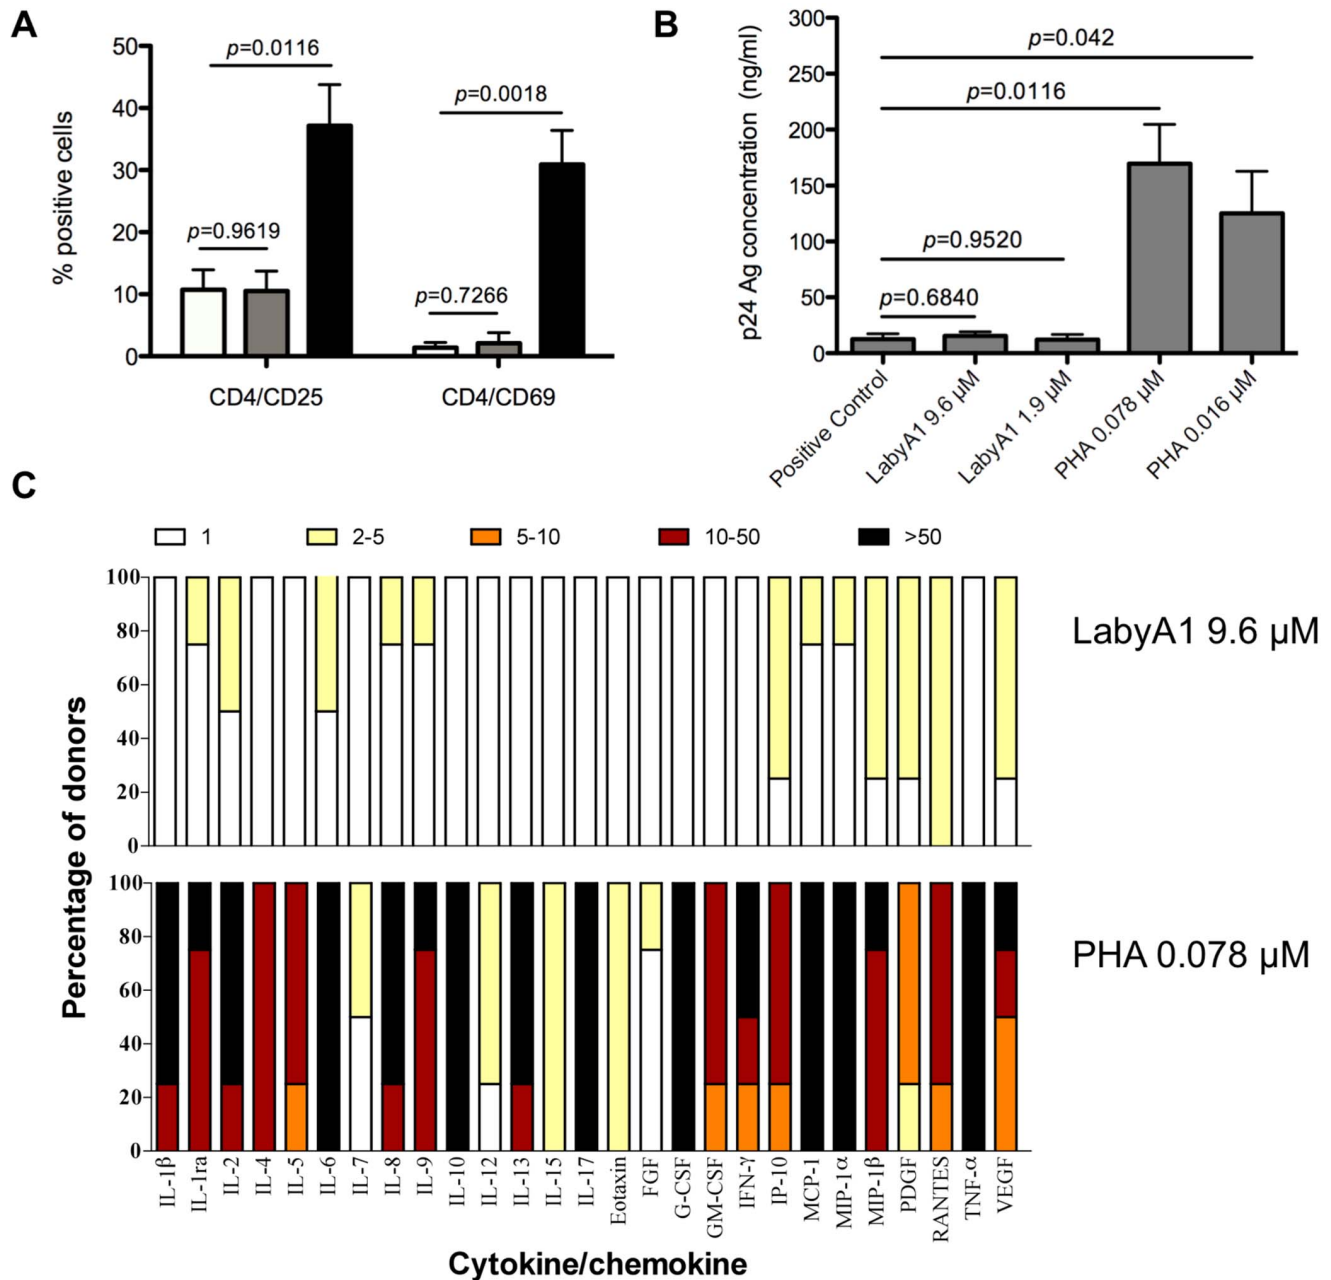 A
50
40
30
20
10
0
% positive cells
p=0.0116
p=0.0018
p=0.9619
p=0.7266
CD4/CD25
CD4/CD69
B
300
250
200
150
100
50
0
p24 Ag concentration (ng/ml)
p=0.042
p=0.0116
p=0.9520
p=0.6840
Positive Control
LabyA1 9.6 µM
LabyA1 1.9 µM
PHA 0.078 µM
PHA 0.016 µM
C
1
2-5
5-10
10-50
>50
Percentage of donors
100
80
60
40
20
0
LabyA1 9.6 µM
100
80
60
40
20
0
PHA 0.078 µM
IL-1β
IL-1ra
IL-2
IL-4
IL-5
IL-6
IL-7
IL-8
IL-9
IL-10
IL-12
IL-13
IL-15
IL-17
Eotaxin
FGF
G-CSF
GM-CSF
IFN-γ
IP-10
MCP-1
MIP-1α
MIP-1β
PDGF
RANTES
TNF-α
VEGF
Cytokine/chemokine